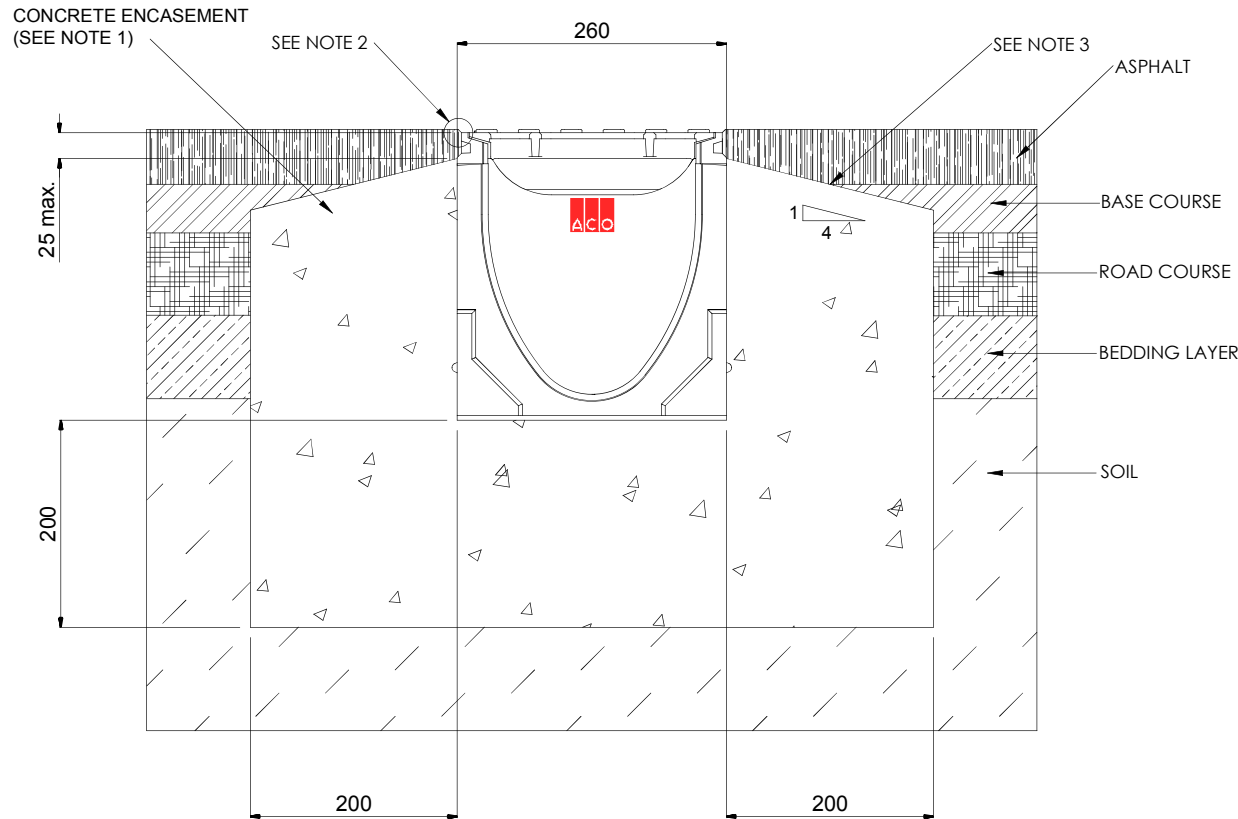 CONCRETE ENCASEMENT
(SEE NOTE 1)
SEE NOTE 2
260
SEE NOTE 3
ASPHALT
25 max.
ACO
1
4
BASE COURSE
ROAD COURSE
BEDDING LAYER
SOIL
200
200
200